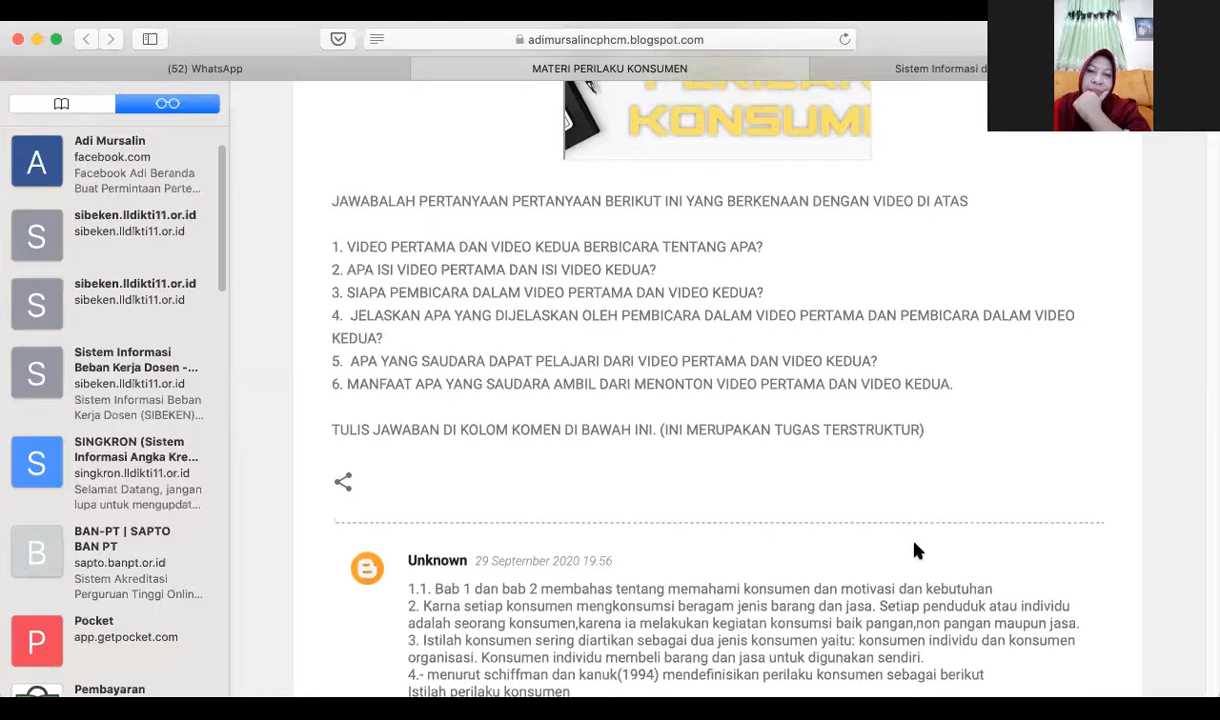 adimursalincphcm.blogspot.com
(52) WhatsApp
MATERI PERILAKU KONSUMEN
Sistem Informasi
Adi Mursalin
facebook.com
Facebook Adi Beranda
Buat Permintaan Perte...
S
sibeken.lldikti11.or.id
sibeken.lldikti11.or.id
S
sibeken.lldikti11.or.id
sibeken.lldikti11.or.id
S
Sistem Informasi
Beban Kerja Dosen -...
sibeken.lldikti11.or.id
Sistem Informasi Beban
Kerja Dosen (SIBEKEN)...
S
SINGKRON (Sistem
Informasi Angka Kre...
singkron.lldikti11.or.id
Selamat Datang, jangan
lupa untuk mengupdat...
B
BAN-PT | SAPTO
BAN PT
sapto.banpt.or.id
Sistem Akreditasi
Perguruan Tinggi Onlin...
P
Pocket
app.getpocket.com
Pembayaran
A
KONSUM
JAWABALAH PERTANYAAN PERTANYAAN BERIKUT INI YANG BERKENAAN DENGAN VIDEO DI ATAS
1. VIDEO PERTAMA DAN VIDEO KEDUA BERBICARA TENTANG APA?
2. APA ISI VIDEO PERTAMA DAN ISI VIDEO KEDUA?
3. SIAPA PEMBICARA DALAM VIDEO PERTAMA DAN VIDEO KEDUA?
4. JELASKAN APA YANG DIJELASKAN OLEH PEMBICARA DALAM VIDEO PERTAMA DAN PEMBICARA DALAM VIDEO
KEDUA?
5. APA YANG SAUDARA DAPAT PELAJARI DARI VIDEO PERTAMA DAN VIDEO KEDUA?
6. MANFAAT APA YANG SAUDARA AMBIL DARI MENONTON VIDEO PERTAMA DAN VIDEO KEDUA.
TULIS JAWABAN DI KOLOM KOMEN DI BAWAH INI. (INI MERUPAKAN TUGAS TERSTRUKTUR)
Unknown 29 September 2020 19.56
1.1. Bab 1 dan bab 2 membahas tentang memahami konsumen dan motivasi dan kebutuhan
2. Karna setiap konsumen mengkonsumsi beragam jenis barang dan jasa. Setiap penduduk atau individu
adalah seorang konsumen,karena ia melakukan kegiatan konsumsi baik pangan,non pangan maupun jasa.
3. Istilah konsumen sering diartikan sebagai dua jenis konsumen yaitu: konsumen individu dan konsumen
organisasi. Konsumen individu membeli barang dan jasa untuk digunakan sendiri.
4.- menurut schiffman dan kanuk(1994) mendefinisikan perilaku konsumen sebagai berikut
Istilah perilaku konsumen